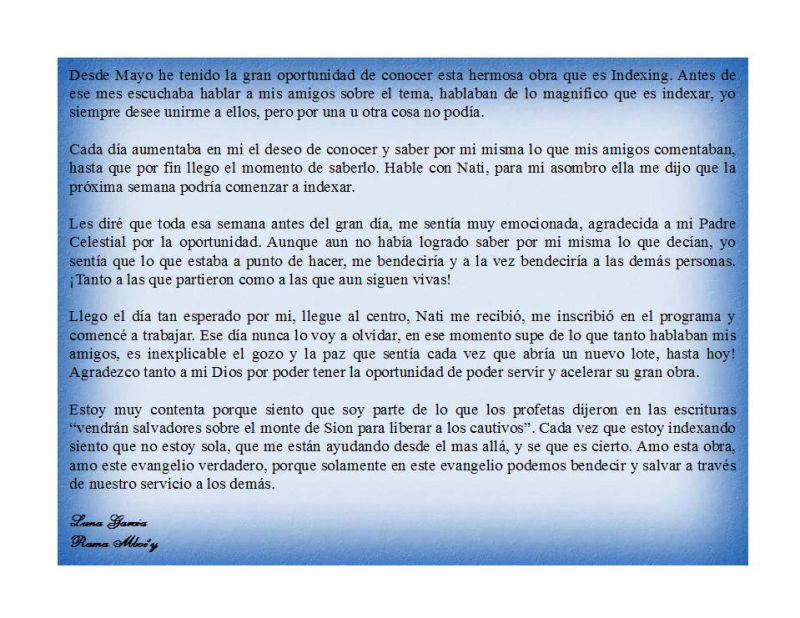 Desde Mayo he tenido la gran oportunidad de conocer esta hermosa obra que es Indexing. Antes de
ese mes escuchaba hablar a mis amigos sobre el tema, hablaban de lo magnifico que es indexar, yo
siempre desee unirme a ellos, pero por una u otra cosa no podía.
Cada día aumentaba en mi el deseo de conocer y saber por mi misma lo que mis amigos comentaban,
hasta que por fin llego el momento de saberlo. Hable con Nati, para mi asombro ella me dijo que la
próxima semana podría comenzar a indexar.
Les diré que toda esa semana antes del gran día, me sentía muy emocionada, agradecida a mi Padre
Celestial por la oportunidad. Aunque aun no había logrado saber por mi misma lo que decían, yo
sentía que lo que estaba a punto de hacer, me bendeciría y a la vez bendeciría a las demás personas.
¡Tanto a las que partieron como a las que aun siguen vivas!
Llego el día tan esperado por mi, llegue al centro, Nati me recibió, me inscribió en el programa y
comencé a trabajar. Ese día nunca lo voy a olvidar, en ese momento supe de lo que tanto hablaban mis
amigos, es inexplicable el gozo y la paz que sentía cada vez que abría un nuevo lote, hasta hoy!
Agradezco tanto a mi Dios por poder tener la oportunidad de poder servir y acelerar su gran obra.
Estoy muy contenta porque siento que soy parte de lo que los profetas dijeron en las escrituras
“vendrán salvadores sobre el monte de Sion para liberar a los cautivos”. Cada vez que estoy indexando
siento que no estoy sola, que me están ayudando desde el mas allá, y se que es cierto. Amo esta obra,
amo este evangelio verdadero, porque solamente en este evangelio podemos bendecir y salvar a través
de nuestro servicio a los demás.
Luna Garcia
Rama Mboi'y